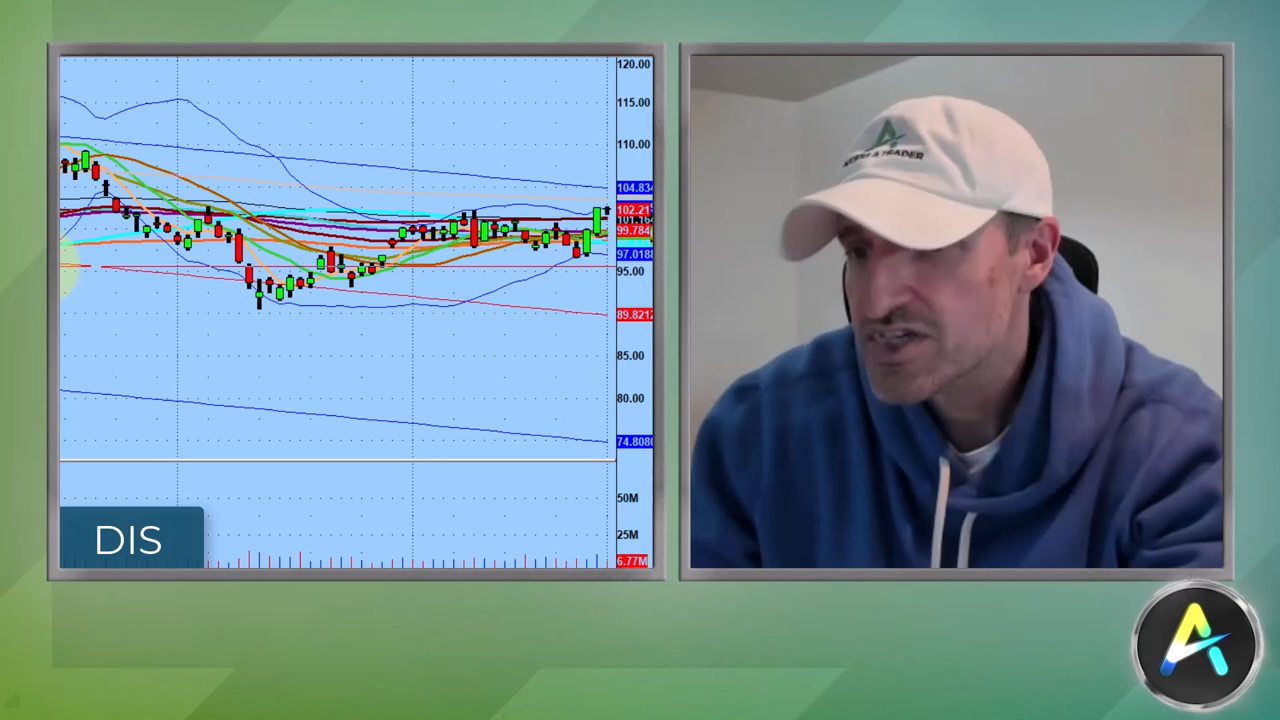 120.00
115.00
110.00
104.834
102.21
99.784
97.0188
95.00
89.8212
85.00
80.00
74.8080
50M
25M
6.77M
DIS
A TRADER